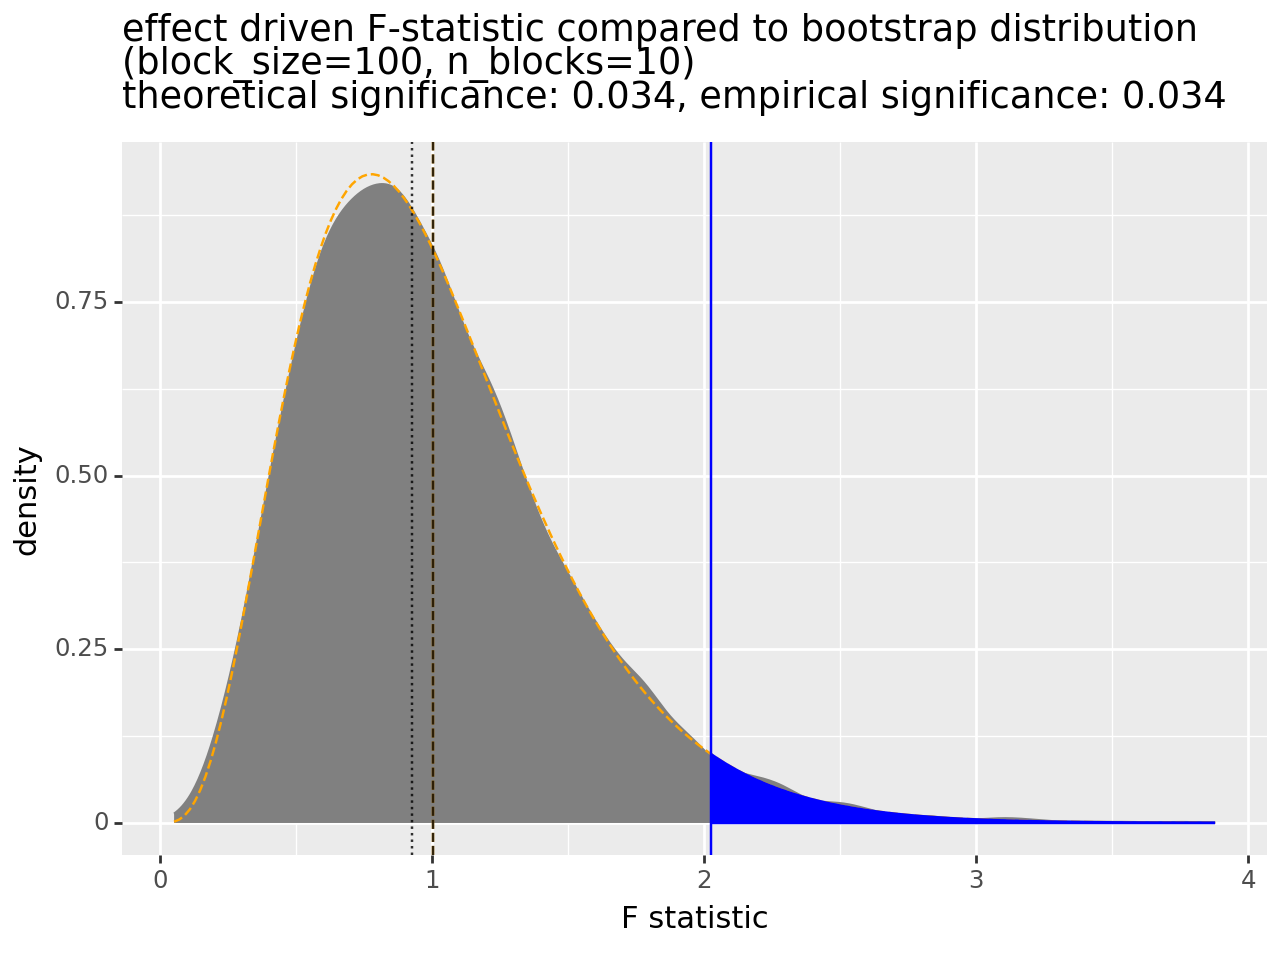 effect driven F-statistic compared to bootstrap distribution
(block_size=100, n_blocks=10)
theoretical significance: 0.034, empirical significance: 0.034
density
0.75
0.50
0.25
0
0 1 2 3 4
F statistic